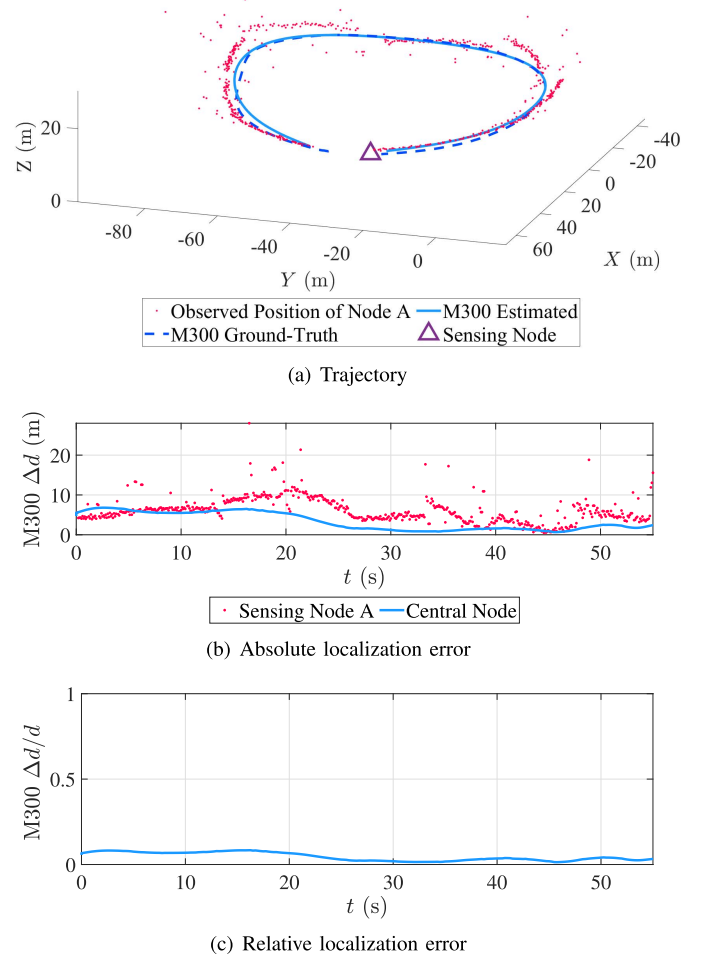 Z (m)
20
0
-80
-60
-40
-20
0
Y (m)
-40
-20
0
20
40
60
X (m)
Observed Position of Node A
M300 Estimated
M300 Ground-Truth
Sensing Node
(a) Trajectory
M300 Δd (m)
20
10
0
0 10 20 30 40 50
t (s)
Sensing Node A
Central Node
(b) Absolute localization error
M300 Δd/d
1
0.5
0
0 10 20 30 40 50
t (s)
(c) Relative localization error